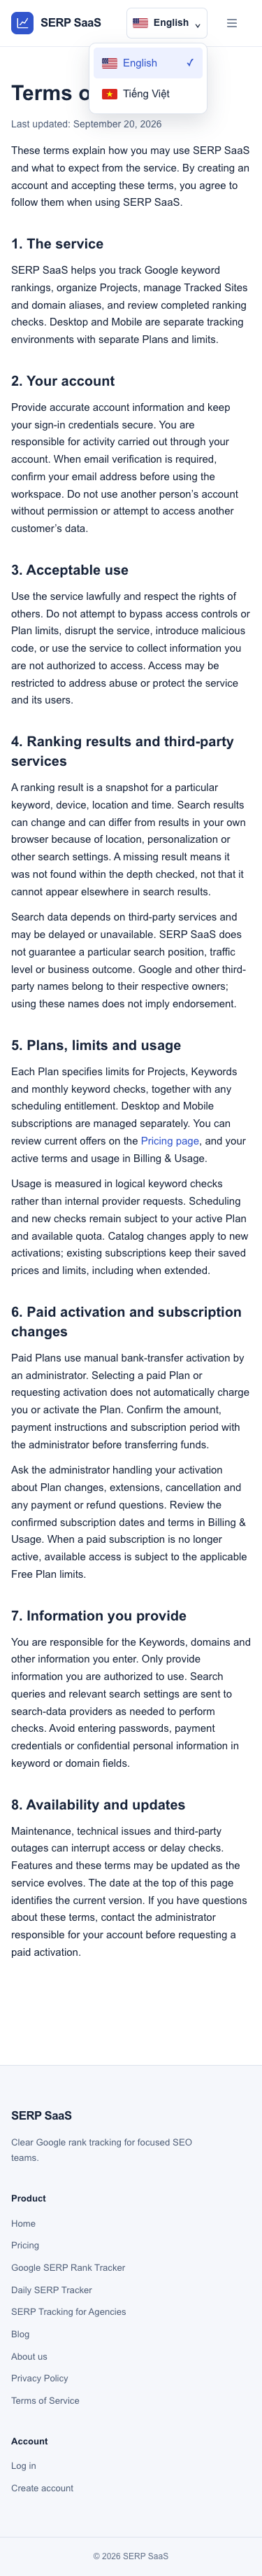 SERP SaaS
English
English
Tiếng Việt
Terms o
Last updated: September 20, 2026
These terms explain how you may use SERP SaaS
and what to expect from the service. By creating an
account and accepting these terms, you agree to
follow them when using SERP SaaS.
1. The service
SERP SaaS helps you track Google keyword
rankings, organize Projects, manage Tracked Sites
and domain aliases, and review completed ranking
checks. Desktop and Mobile are separate tracking
environments with separate Plans and limits.
2. Your account
Provide accurate account information and keep
your sign-in credentials secure. You are
responsible for activity carried out through your
account. When email verification is required,
confirm your email address before using the
workspace. Do not use another person's account
without permission or attempt to access another
customer's data.
3. Acceptable use
Use the service lawfully and respect the rights of
others. Do not attempt to bypass access controls or
Plan limits, disrupt the service, introduce malicious
code, or use the service to collect information you
are not authorized to access. Access may be
restricted to address abuse or protect the service
and its users.
4. Ranking results and third-party
services
A ranking result is a snapshot for a particular
keyword, device, location and time. Search results
can change and can differ from results in your own
browser because of location, personalization or
other search settings. A missing result means it
was not found within the depth checked, not that it
cannot appear elsewhere in search results.
Search data depends on third-party services and
may be delayed or unavailable. SERP SaaS does
not guarantee a particular search position, traffic
level or business outcome. Google and other third-
party names belong to their respective owners;
using these names does not imply endorsement.
5. Plans, limits and usage
Each Plan specifies limits for Projects, Keywords
and monthly keyword checks, together with any
scheduling entitlement. Desktop and Mobile
subscriptions are managed separately. You can
review current offers on the Pricing page, and your
active terms and usage in Billing & Usage.
Usage is measured in logical keyword checks
rather than internal provider requests. Scheduling
and new checks remain subject to your active Plan
and available quota. Catalog changes apply to new
activations; existing subscriptions keep their saved
prices and limits, including when extended.
6. Paid activation and subscription
changes
Paid Plans use manual bank-transfer activation by
an administrator. Selecting a paid Plan or
requesting activation does not automatically charge
you or activate the Plan. Confirm the amount,
payment instructions and subscription period with
the administrator before transferring funds.
Ask the administrator handling your activation
about Plan changes, extensions, cancellation and
any payment or refund questions. Review the
confirmed subscription dates and terms in Billing &
Usage. When a paid subscription is no longer
active, available access is subject to the applicable
Free Plan limits.
7. Information you provide
You are responsible for the Keywords, domains and
other information you enter. Only provide
information you are authorized to use. Search
queries and relevant search settings are sent to
search-data providers as needed to perform
checks. Avoid entering passwords, payment
credentials or confidential personal information in
keyword or domain fields.
8. Availability and updates
Maintenance, technical issues and third-party
outages can interrupt access or delay checks.
Features and these terms may be updated as the
service evolves. The date at the top of this page
identifies the current version. If you have questions
about these terms, contact the administrator
responsible for your account before requesting a
paid activation.
SERP SaaS
Clear Google rank tracking for focused SEO
teams.
Product
Home
Pricing
Google SERP Rank Tracker
Daily SERP Tracker
SERP Tracking for Agencies
Blog
About us
Privacy Policy
Terms of Service
Account
Log in
Create account
© 2026 SERP SaaS